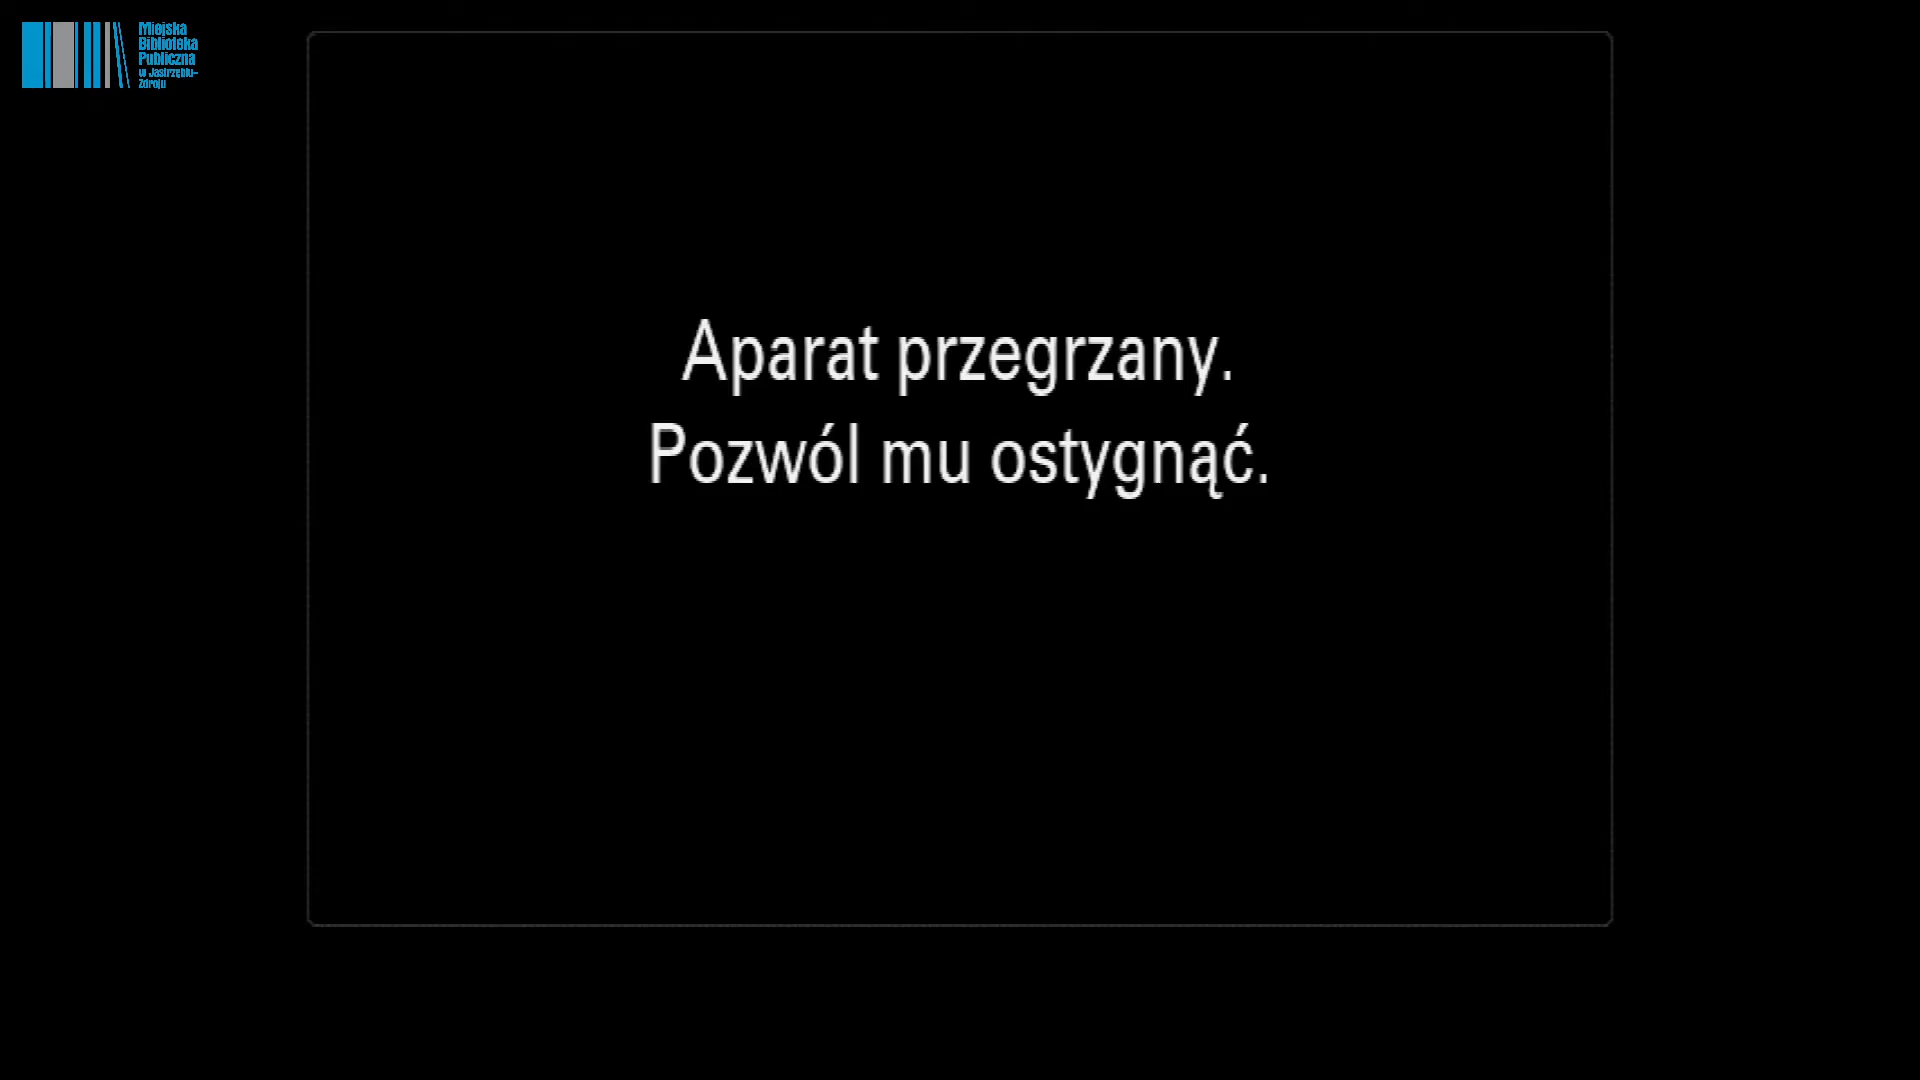 Miejska
Biblioteka
Publiczna
w Jastrzębiu-
Zdroju
Aparat przegrzany.
Pozwól mu ostygnąć.